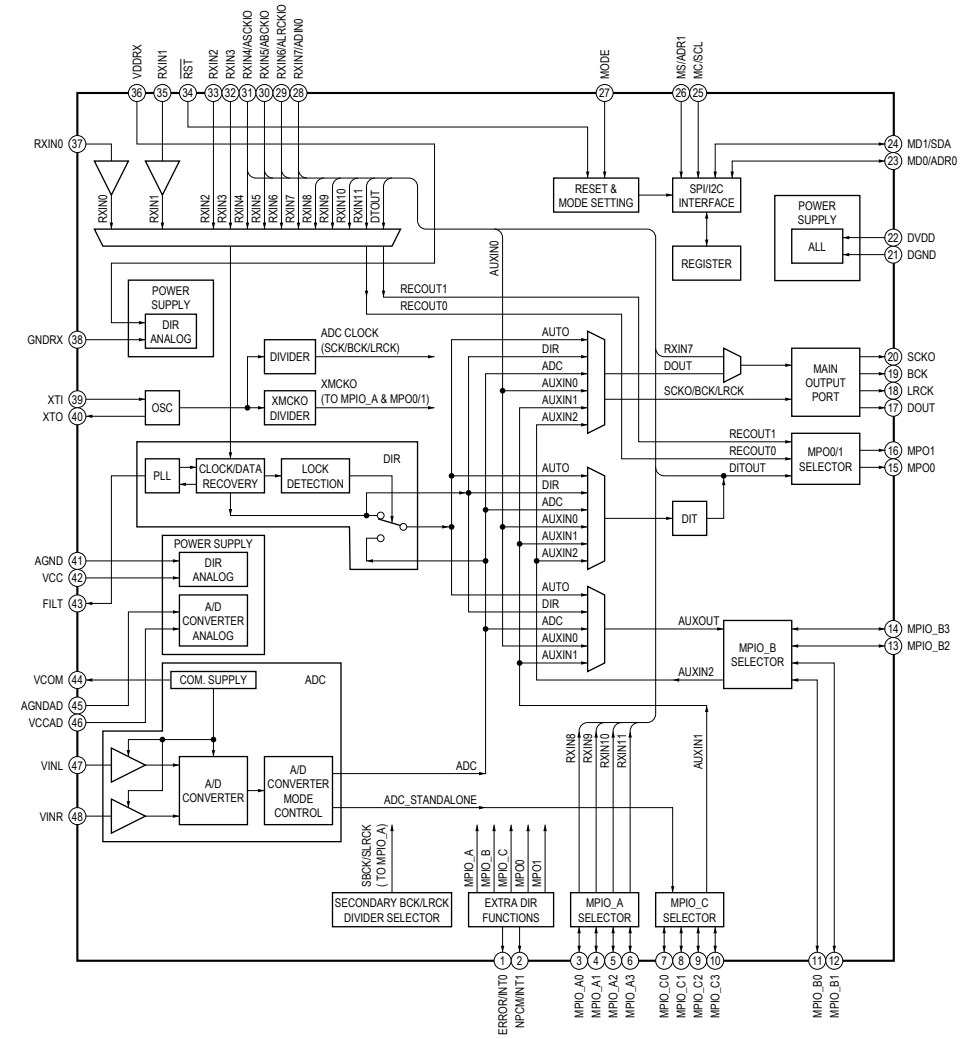 VDDRX
RXIN1
RST
RXIN2
RXIN3
RXIN4/ASCKIO
RXIN5/ABCKIO
RXIN6/ALRCKIO
RXIN7/ADIN0
MODE
MS/ADR1
MC/SCL
36
35
34
33
32
31
30
29
28
27
26
25
RXIN0
37
24
MD1/SDA
23
MD0/ADR0
RXIN0
RXIN1
RXIN2
RXIN3
RXIN4
RXIN5
RXIN6
RXIN7
RXIN8
RXIN9
RXIN10
RXIN11
DTOUT
RESET &
MODE SETTING
SPI/I2C
INTERFACE
REGISTER
POWER
SUPPLY
ALL
22
DVDD
21
DGND
AUXIN0
RECOUT1
RECOUT0
POWER
SUPPLY
DIR
ANALOG
GNDRX
38
DIVIDER
ADC CLOCK
(SCK/BCK/LRCK)
XTI
39
XTO
40
OSC
XMCKO
DIVIDER
XMCKO
(TO MPIO_A & MPO0/1)
AUTO
DIR
ADC
AUXIN0
AUXIN1
AUXIN2
RXIN7
DOUT
SCKO/BCK/LRCK
MAIN
OUTPUT
PORT
20
SCKO
19
BCK
18
LRCK
17
DOUT
RECOUT1
RECOUT0
DITOUT
MPO0/1
SELECTOR
16
MPO1
15
MPO0
DIR
PLL
CLOCK/DATA
RECOVERY
LOCK
DETECTION
AUTO
DIR
ADC
AUXIN0
AUXIN1
AUXIN2
DIT
POWER SUPPLY
DIR
ANALOG
A/D
CONVERTER
ANALOG
AGND
41
VCC
42
FILT
43
AUTO
DIR
ADC
AUXIN0
AUXIN1
AUXOUT
AUXIN2
MPIO_B
SELECTOR
14
MPIO_B3
13
MPIO_B2
VCOM
44
AGNDAD
45
VCCAD
46
VINL
47
VINR
48
COM. SUPPLY
ADC
A/D
CONVERTER
A/D
CONVERTER
MODE
CONTROL
ADC
ADC_STANDALONE
RXIN8
RXIN9
RXIN10
RXIN11
AUXIN1
SBCK/SLRCK
(TO MPIO_A)
MPIO_A
MPIO_B
MPIO_C
MPO0
MPO1
SECONDARY BCK/LRCK
DIVIDER SELECTOR
EXTRA DIR
FUNCTIONS
MPIO_A
SELECTOR
MPIO_C
SELECTOR
1
2
3
4
5
6
7
8
9
10
11
12
ERROR/INT0
NPCM/INT1
MPIO_A0
MPIO_A1
MPIO_A2
MPIO_A3
MPIO_C0
MPIO_C1
MPIO_C2
MPIO_C3
MPIO_B0
MPIO_B1